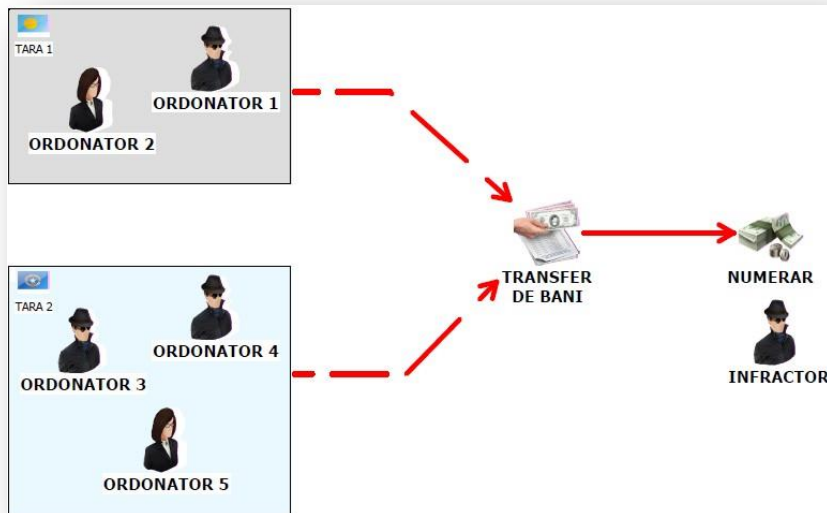 TARA 1
ORDONATOR 1
ORDONATOR 2
TRANSFER
DE BANI
NUMERAR
INFRACTOR
TARA 2
ORDONATOR 4
ORDONATOR 3
ORDONATOR 5